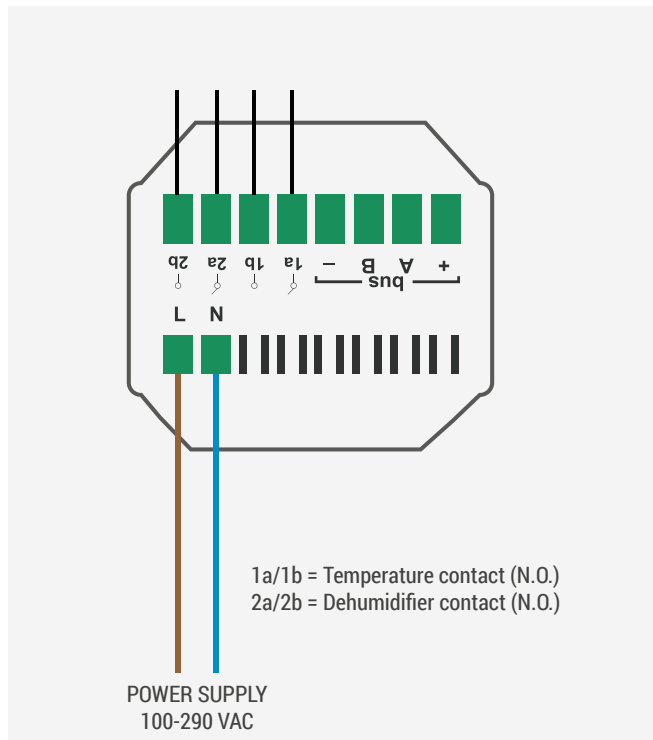 2b 2a 1b 1a – B A +
bus
L N
1a/1b = Temperature contact (N.O.)
2a/2b = Dehumidifier contact (N.O.)
POWER SUPPLY
100-290 VAC